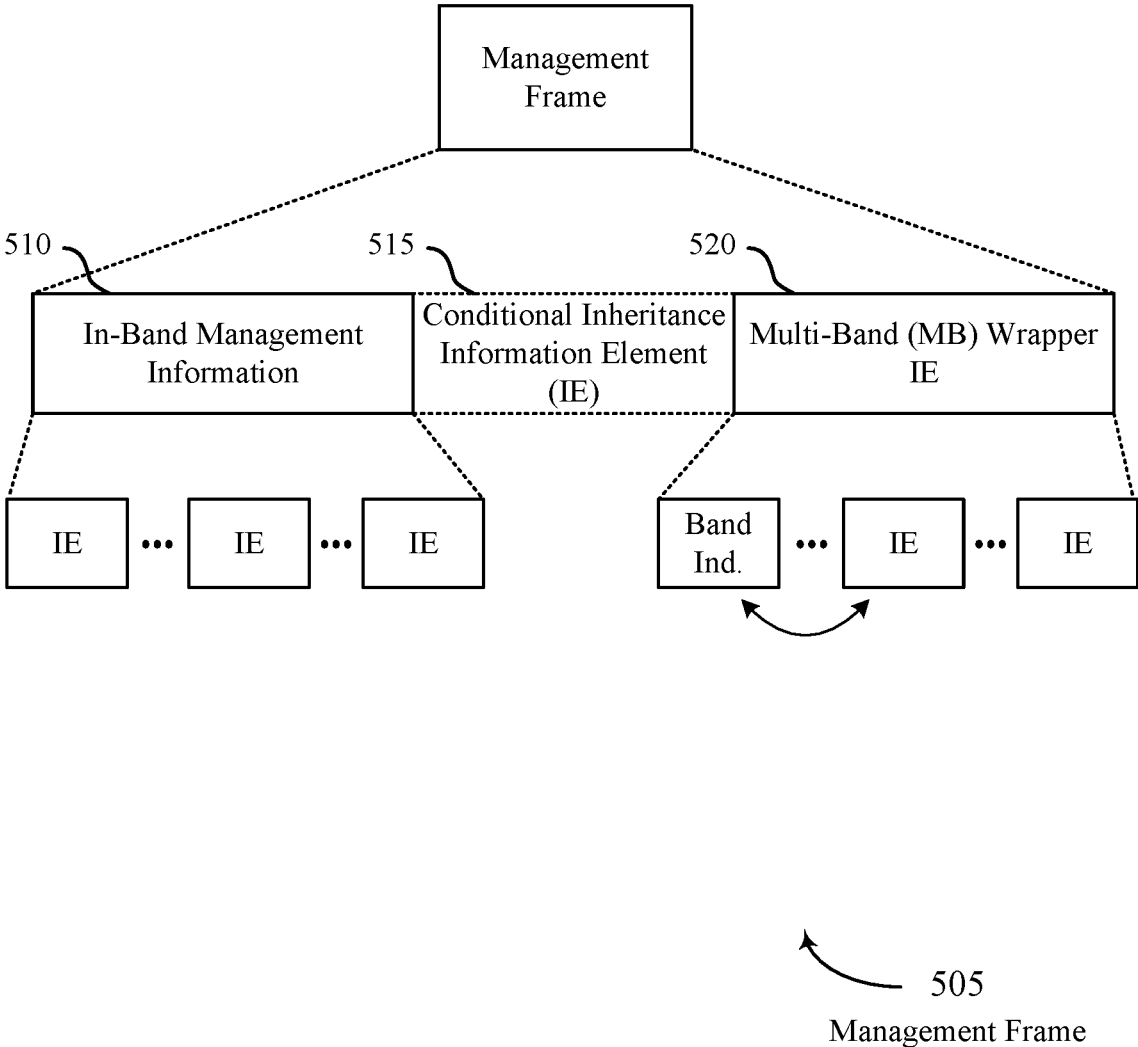 Management
Frame
510
515
520
In-Band Management
Information
Conditional Inheritance
Information Element
(IE)
Multi-Band (MB) Wrapper
IE
IE
•••
IE
•••
IE
Band
Ind.
•••
IE
•••
IE
505
Management Frame